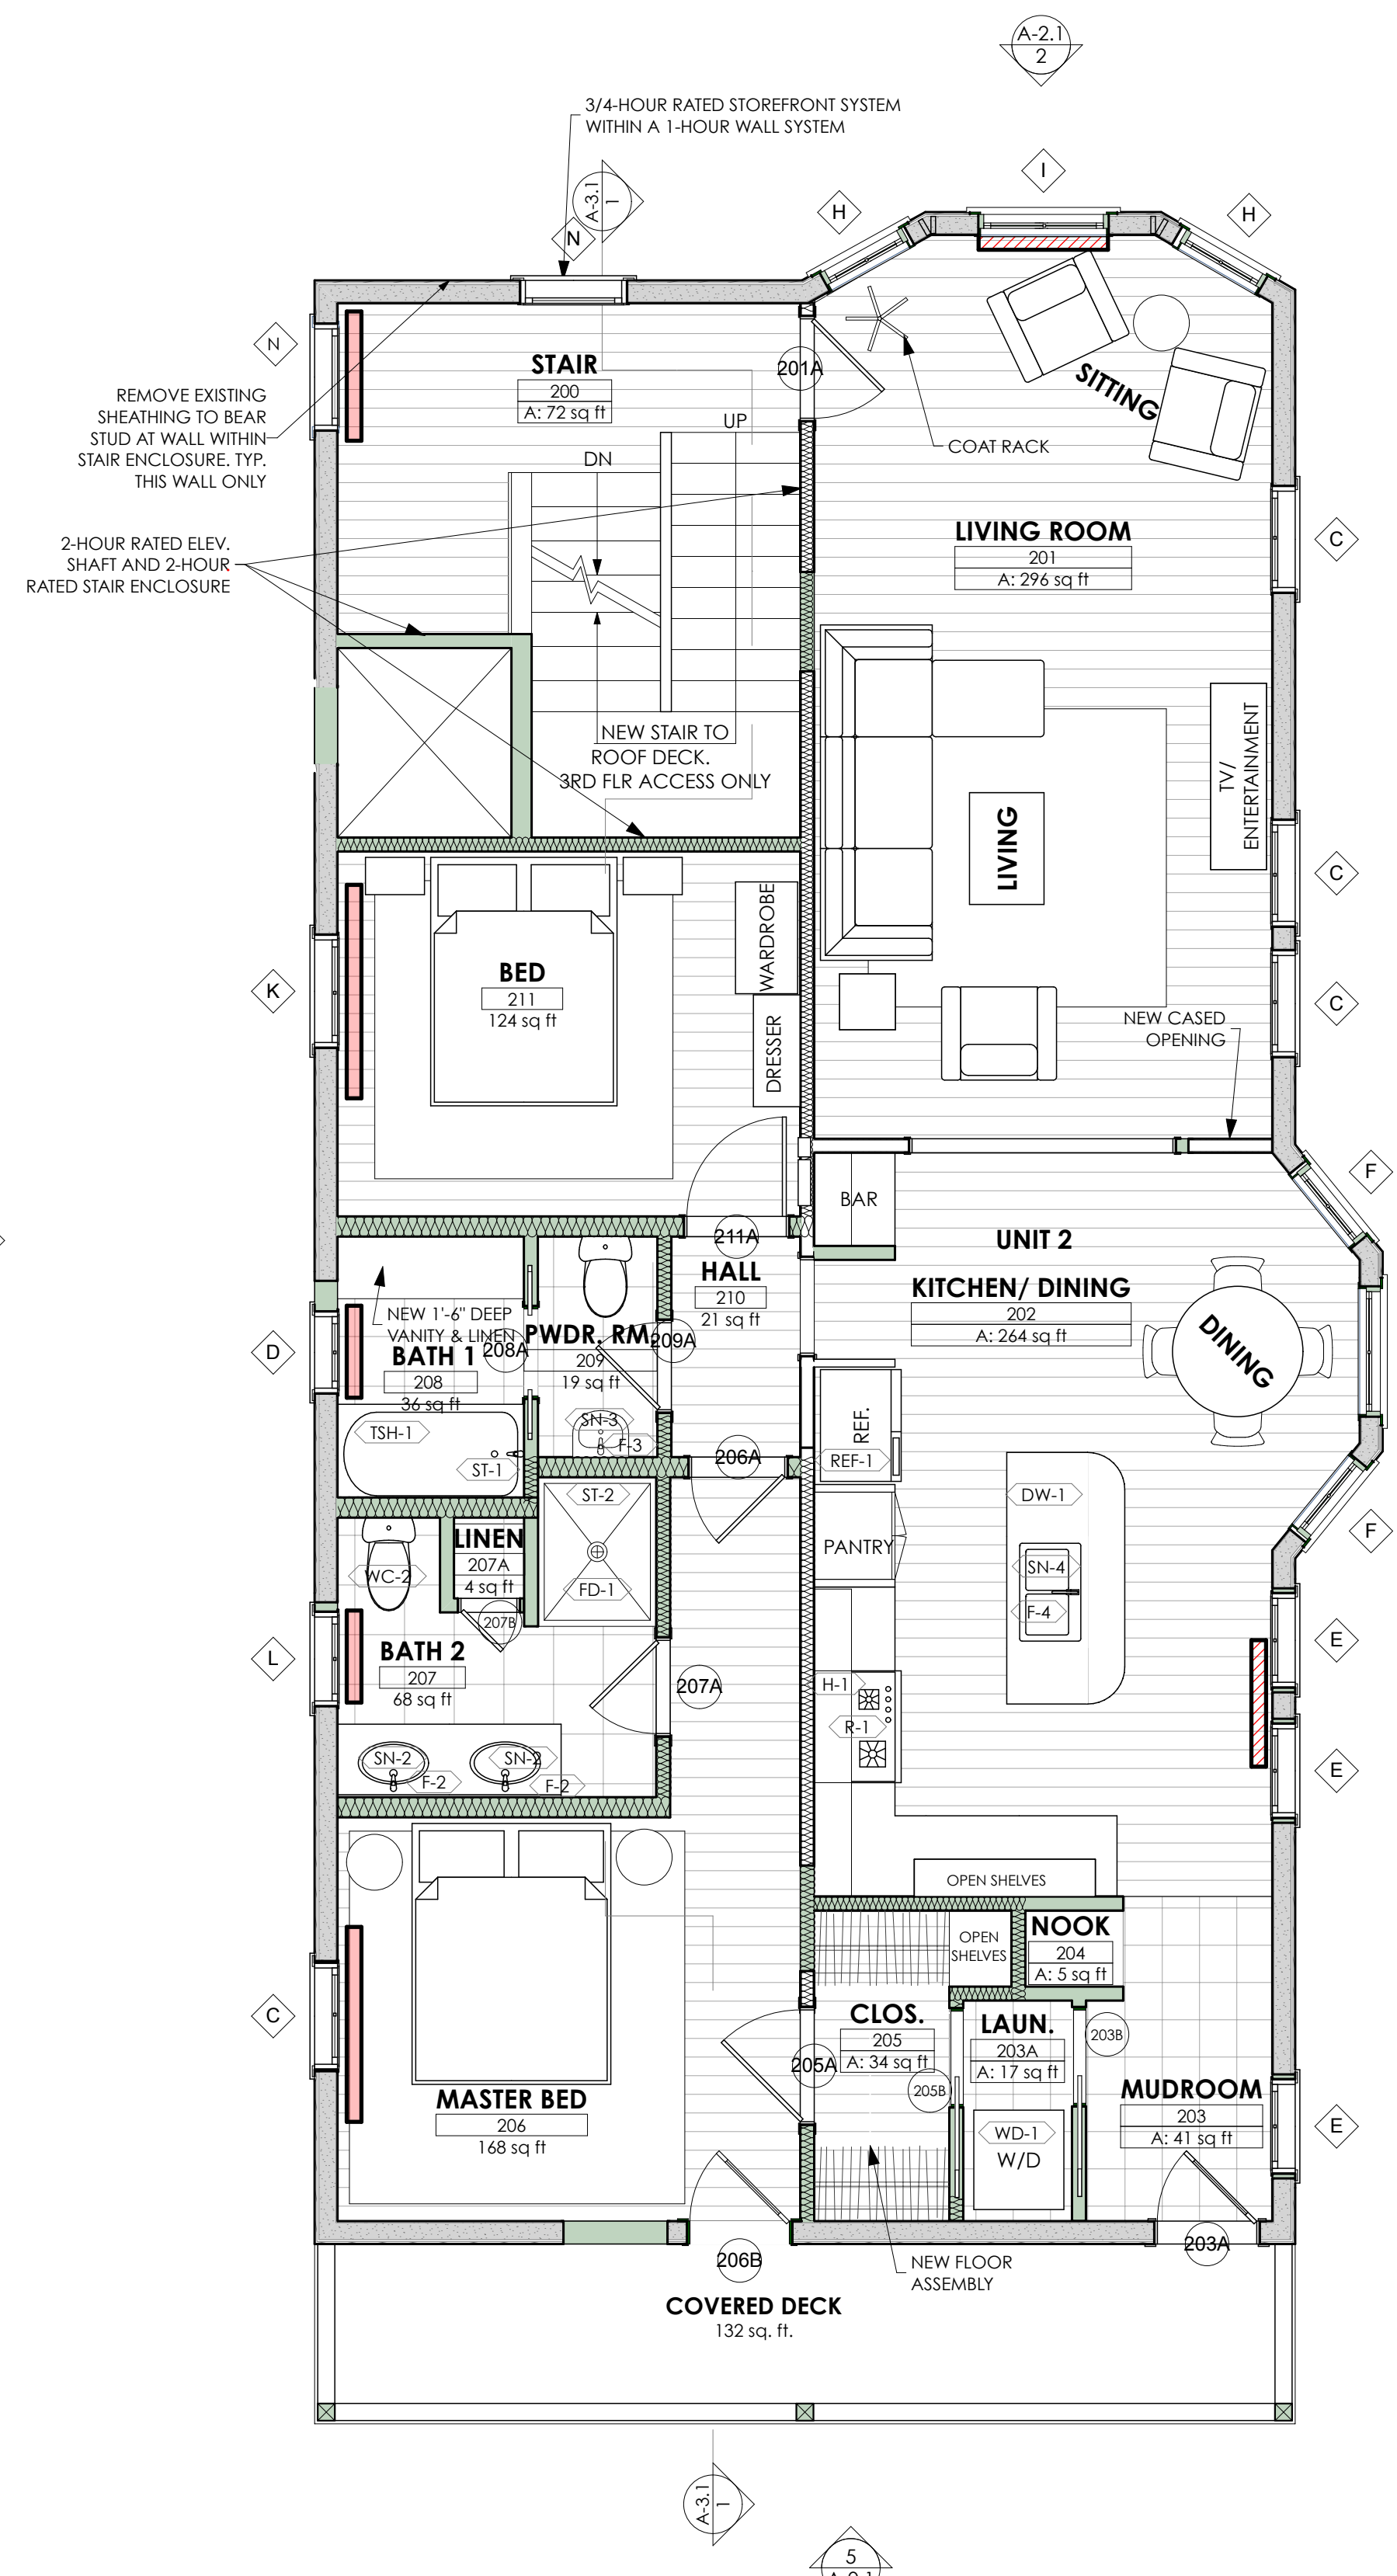 A-2.1
2
3/4-HOUR RATED STOREFRONT SYSTEM
WITHIN A 1-HOUR WALL SYSTEM
A-3.1
1
N
H
I
H
N
STAIR
200
A: 72 sq ft
201A
SITTING
COAT RACK
REMOVE EXISTING
SHEATHING TO BEAR
STUD AT WALL WITHIN
STAIR ENCLOSURE. TYP.
THIS WALL ONLY
UP
DN
2-HOUR RATED ELEV.
SHAFT AND 2-HOUR
RATED STAIR ENCLOSURE
LIVING ROOM
201
A: 296 sq ft
C
NEW STAIR TO
ROOF DECK.
3RD FLR ACCESS ONLY
LIVING
TV/
ENTERTAINMENT
C
C
K
BED
211
124 sq ft
WARDROBE
DRESSER
NEW CASED
OPENING
F
BAR
UNIT 2
211A
HALL
210
21 sq ft
KITCHEN/ DINING
202
A: 264 sq ft
DINING
NEW 1'-6" DEEP
VANITY & LINEN
D
BATH 1
208
36 sq ft
208A
PWDR. RM.
209
19 sq ft
209A
TSH-1
ST-1
SN-3
F-3
206A
REF.
REF-1
DW-1
F
ST-2
LINEN
207A
4 sq ft
FD-1
WC-2
207B
PANTRY
SN-4
F-4
L
BATH 2
207
68 sq ft
207A
H-1
R-1
E
E
SN-2
F-2
SN-2
F-2
OPEN SHELVES
OPEN
SHELVES
NOOK
204
A: 5 sq ft
C
CLOS.
205
A: 34 sq ft
205A
205B
LAUN.
203A
A: 17 sq ft
203B
MUDROOM
203
A: 41 sq ft
E
MASTER BED
206
168 sq ft
WD-1
W/D
206B
203A
NEW FLOOR
ASSEMBLY
COVERED DECK
132 sq. ft.
A-3.1
1
5